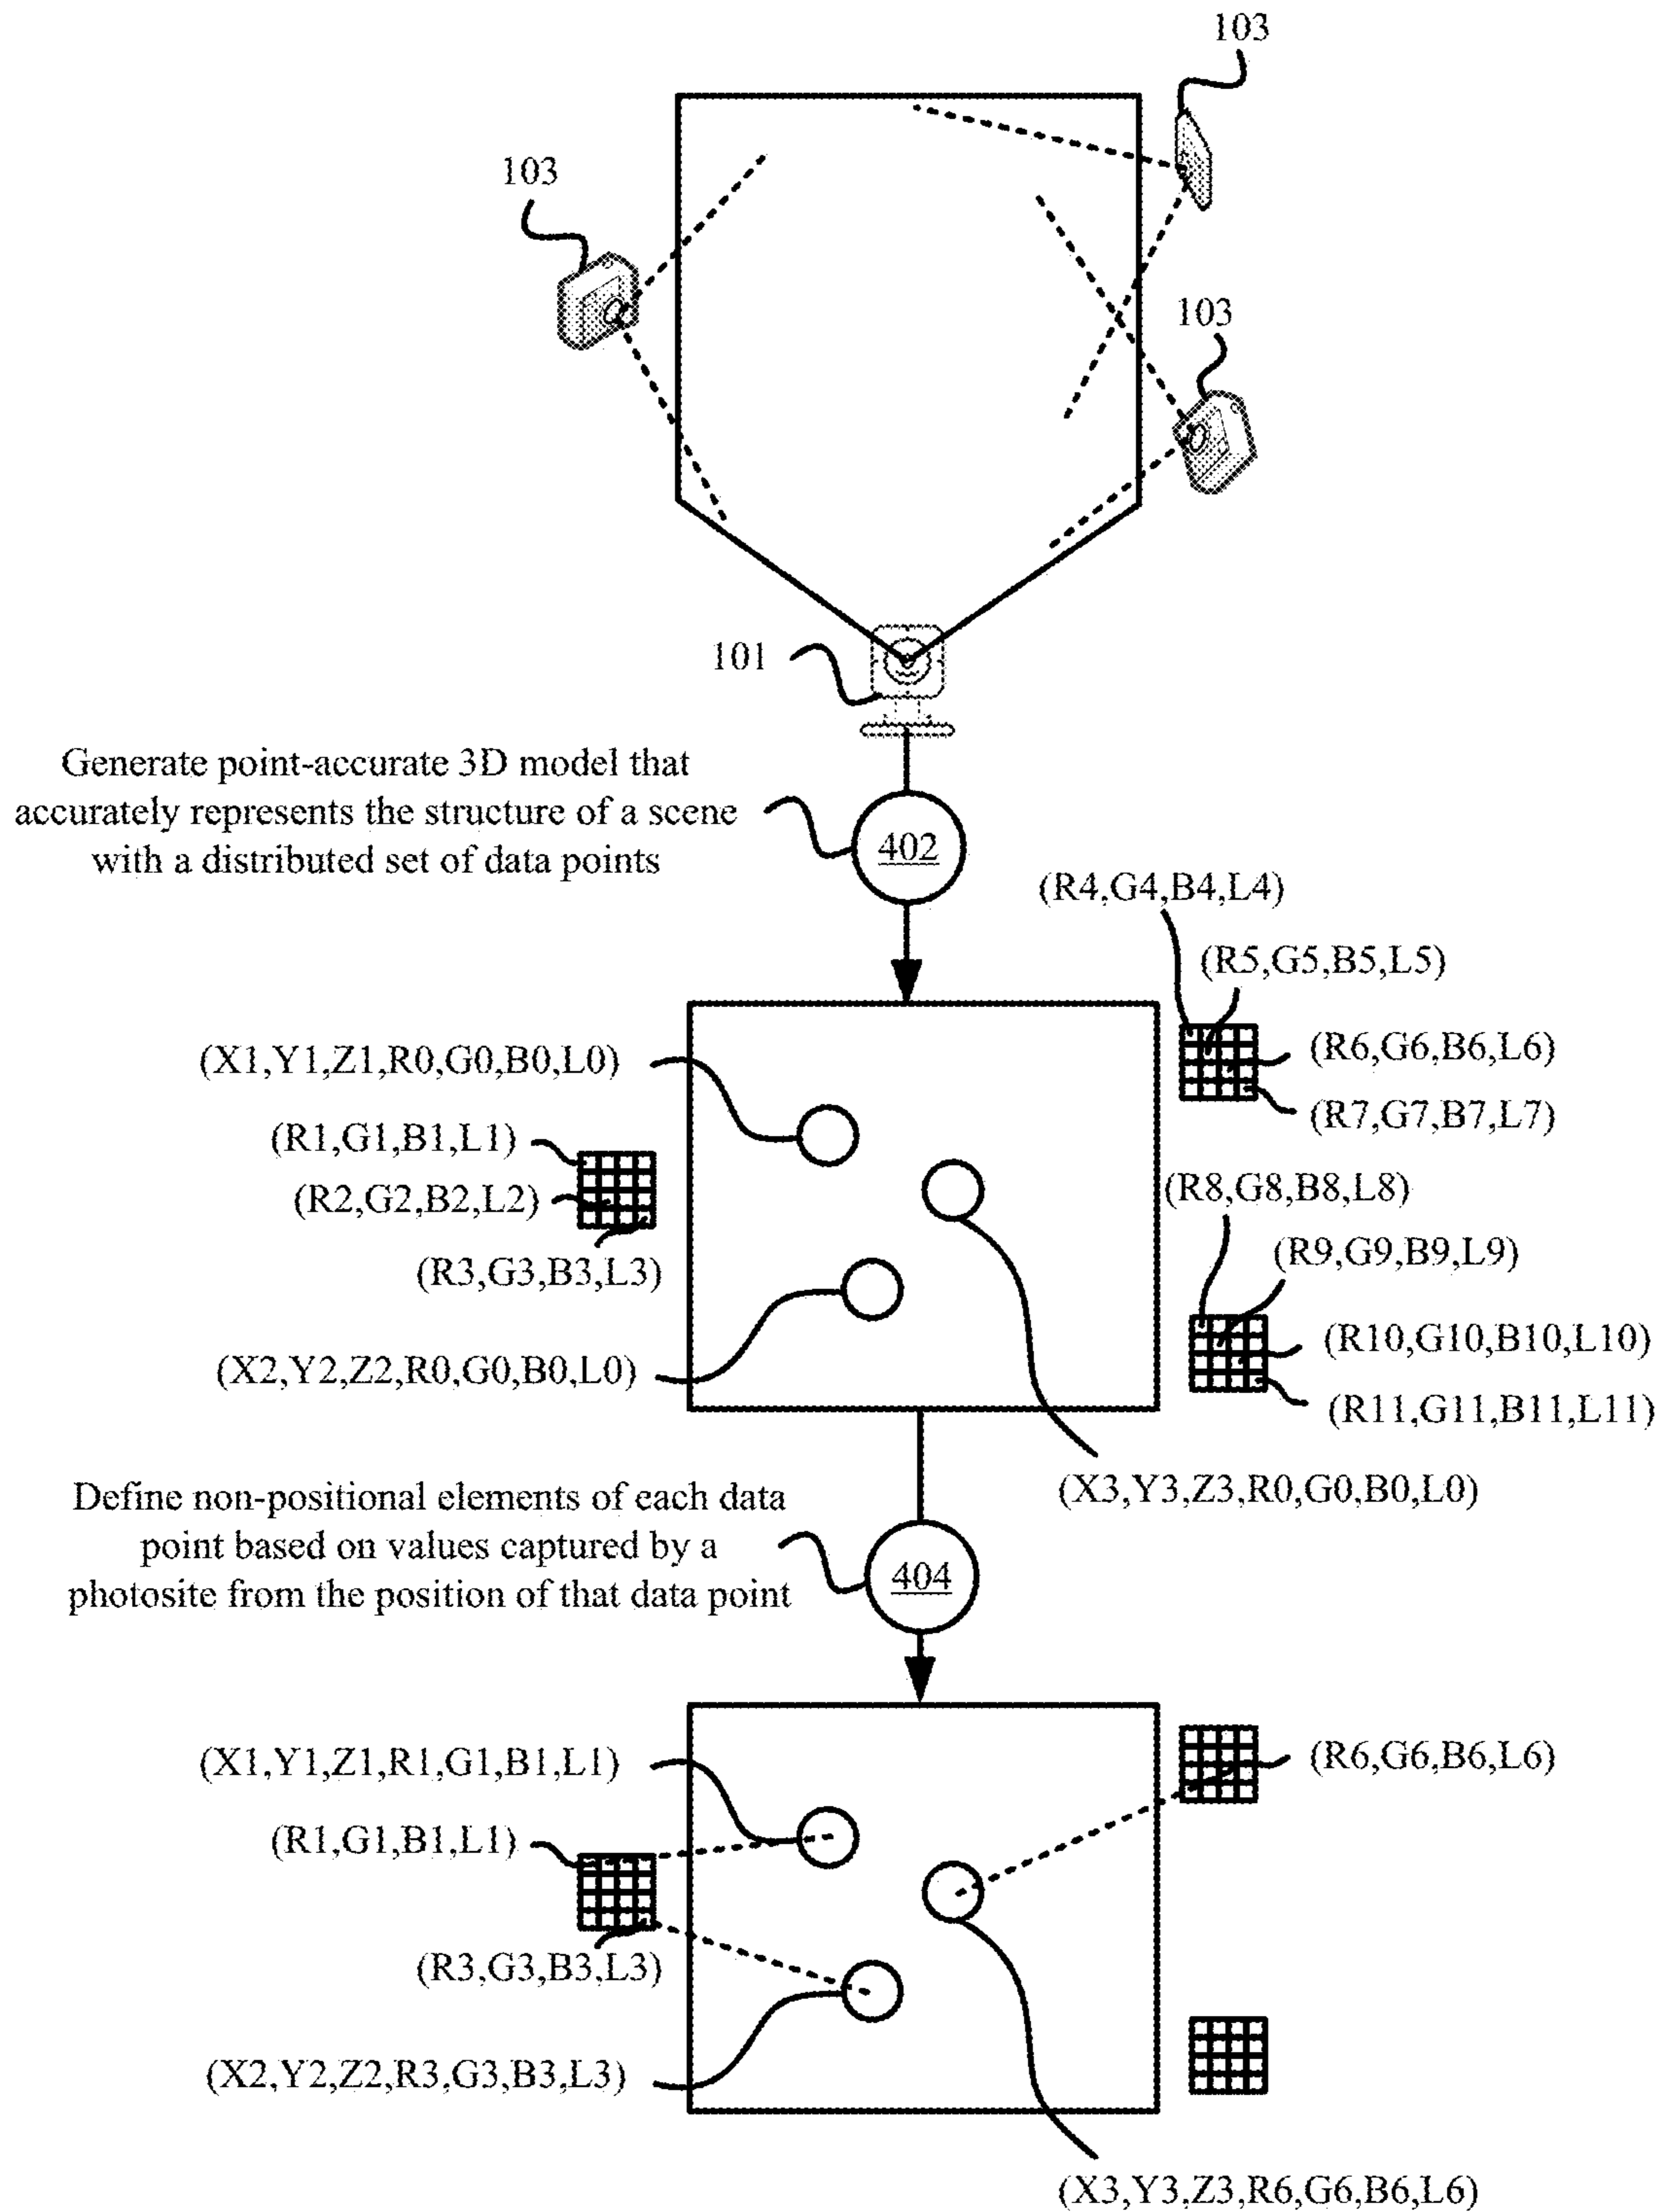 103
103
103
101
Generate point-accurate 3D model that
accurately represents the structure of a scene
with a distributed set of data points
402
(R4,G4,B4,L4)
(R5,G5,B5,L5)
(X1,Y1,Z1,R0,G0,B0,L0)
(R6,G6,B6,L6)
(R1,G1,B1,L1)
(R7,G7,B7,L7)
(R2,G2,B2,L2)
(R8,G8,B8,L8)
(R3,G3,B3,L3)
(R9,G9,B9,L9)
(X2,Y2,Z2,R0,G0,B0,L0)
(R10,G10,B10,L10)
(R11,G11,B11,L11)
(X3,Y3,Z3,R0,G0,B0,L0)
Define non-positional elements of each data
point based on values captured by a
photosite from the position of that data point
404
(X1,Y1,Z1,R1,G1,B1,L1)
(R6,G6,B6,L6)
(R1,G1,B1,L1)
(R3,G3,B3,L3)
(X2,Y2,Z2,R3,G3,B3,L3)
(X3,Y3,Z3,R6,G6,B6,L6)